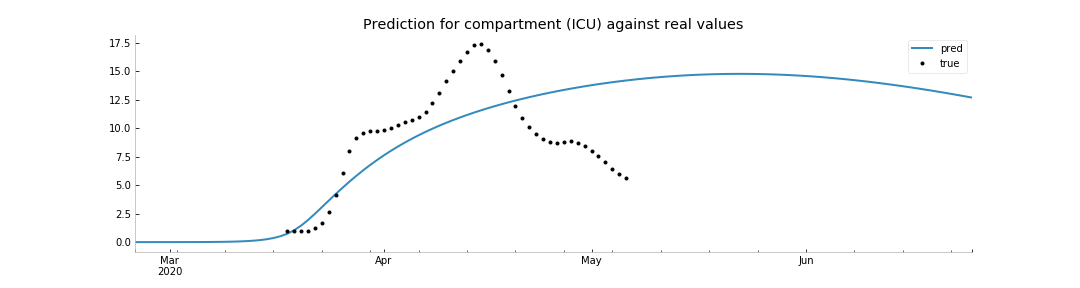 Prediction for compartment (ICU) against real values
17.5
15.0
12.5
10.0
7.5
5.0
2.5
0.0
pred
true
Mar
2020
Apr
May
Jun